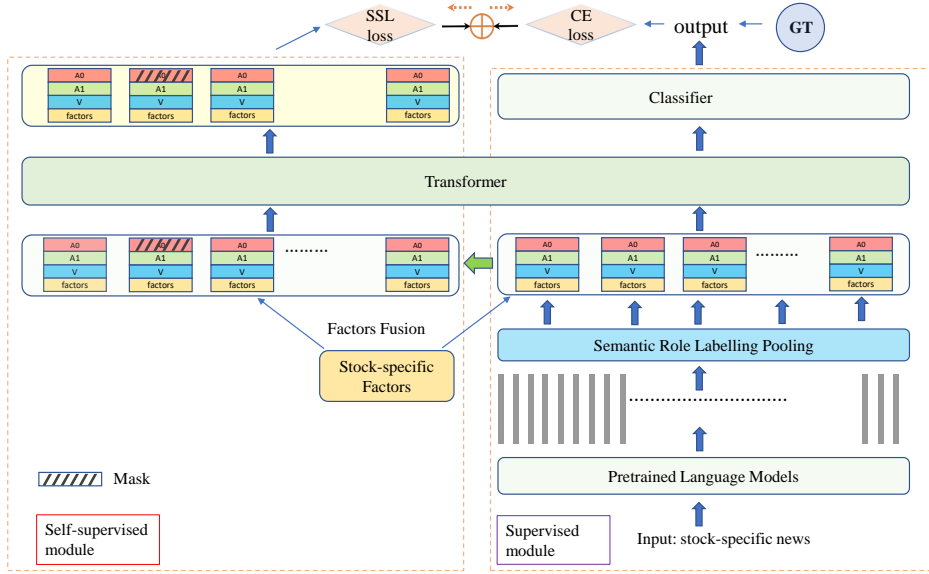 SSL
loss
CE
loss
output
GT
A0
A1
V
factors
A0
A1
V
factors
A0
A1
V
factors
A0
A1
V
factors
Classifier
Transformer
A0
A1
V
factors
A0
A1
V
factors
A0
A1
V
factors
.........
A0
A1
V
factors
A0
A1
V
factors
A0
A1
V
factors
A0
A1
V
factors
.........
A0
A1
V
factors
Factors Fusion
Stock-specific
Factors
Semantic Role Labelling Pooling
Pretrained Language Models
Mask
Self-supervised
module
Supervised
module
Input: stock-specific news